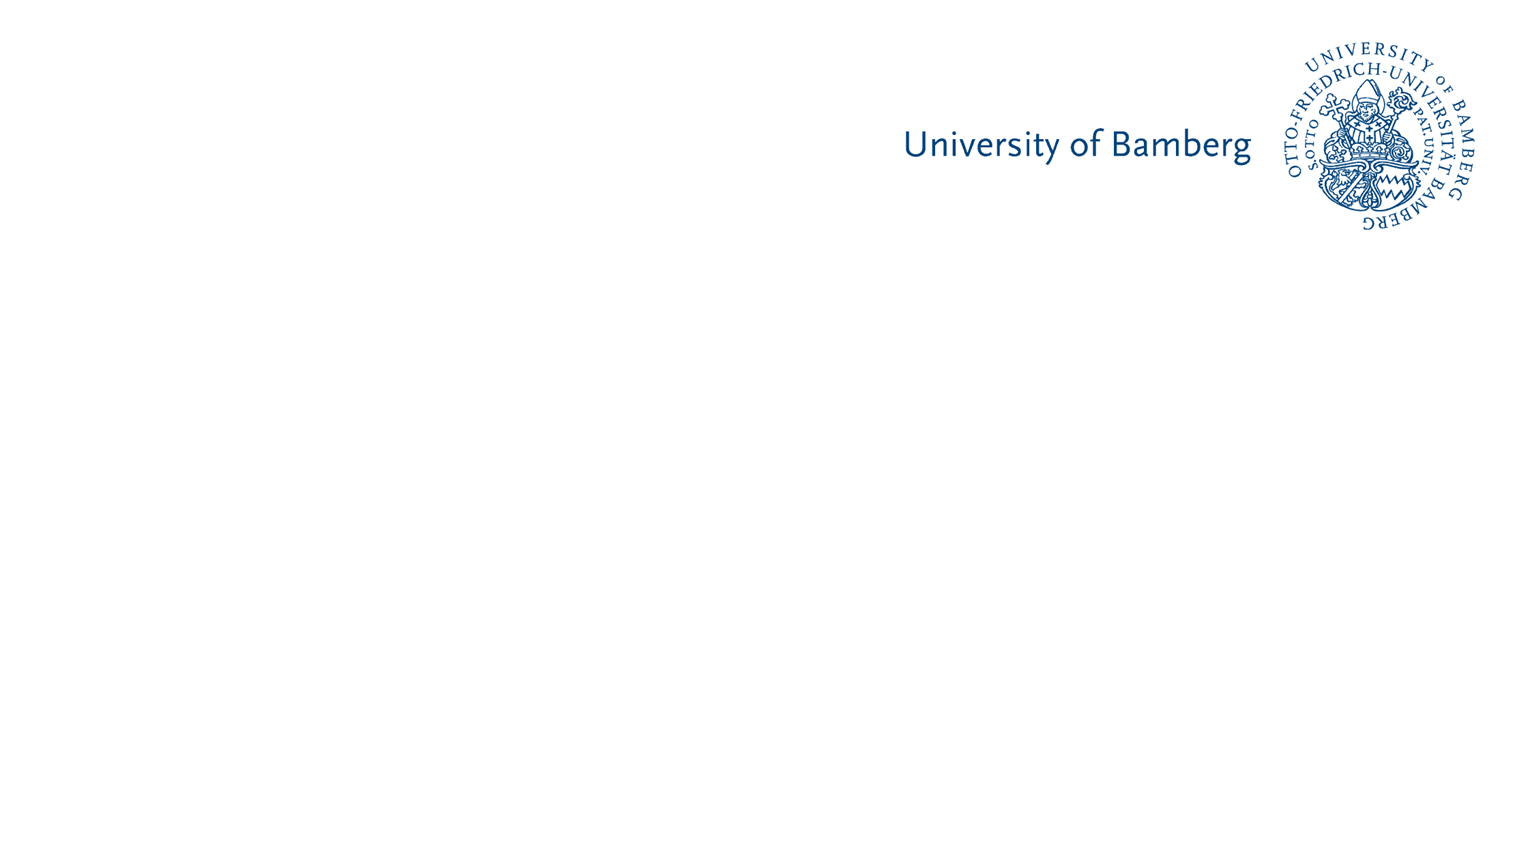 University of Bamberg
UNIVERSITY OF BAMBERG
OTTO-FRIEDRICH-UNIVERSITÄT BAMBERG
S. OTTO
PAT. UNIV.